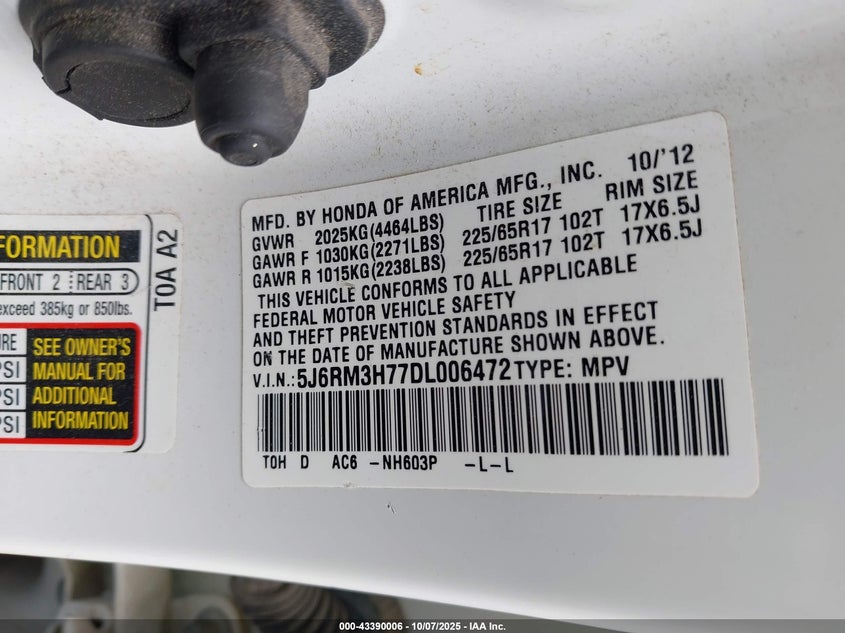 FORMATION
FRONT 2 REAR 3
exceed 385kg or 850lbs.
URE
PSI
PSI
PSI
SEE OWNER'S
MANUAL FOR
ADDITIONAL
INFORMATION
T0A A2
MFD. BY HONDA OF AMERICA MFG., INC. 10/'12
GVWR 2025KG(4464LBS) TIRE SIZE RIM SIZE
GAWR F 1030KG(2271LBS) 225/65R17 102T 17X6.5J
GAWR R 1015KG(2238LBS) 225/65R17 102T 17X6.5J
THIS VEHICLE CONFORMS TO ALL APPLICABLE
FEDERAL MOTOR VEHICLE SAFETY
AND THEFT PREVENTION STANDARDS IN EFFECT
ON THE DATE OF MANUFACTURE SHOWN ABOVE.
V.I.N.:5J6RM3H77DL006472 TYPE: MPV
T0H D AC6 -NH603P -L-L
000-43390006 - 10/07/2025 - IAA Inc.